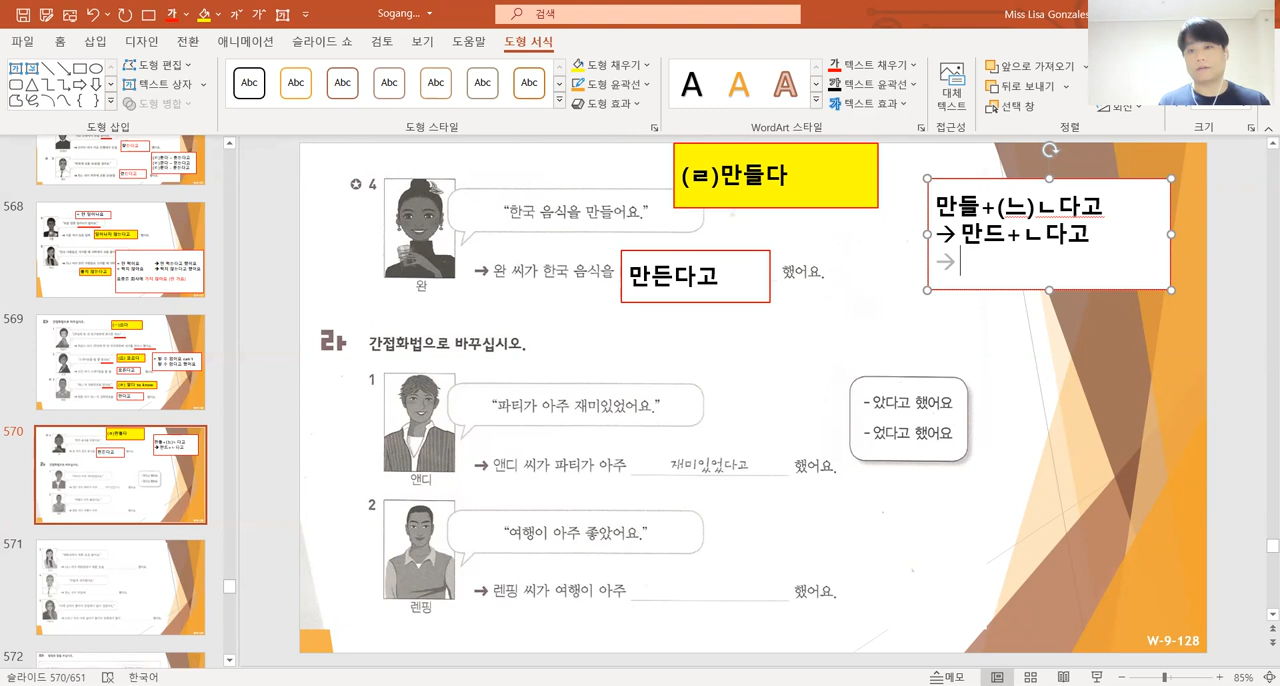 Sogang...
검색
Miss Lisa Gonzales
파일 홈 삽입 디자인 전환 애니메이션 슬라이드 쇼 검토 보기 도움말 도형 서식
도형 편집
텍스트 상자
도형 병합
도형 삽입
Abc Abc Abc Abc Abc Abc Abc
도형 채우기
도형 윤곽선
도형 효과
도형 스타일
A A A
텍스트 채우기
텍스트 윤곽선
텍스트 효과
WordArt 스타일
대체
텍스트
접근성
앞으로 가져오기
뒤로 보내기
선택 창
회전
정렬
크기
568
569
570
571
572
(ㄹ)만들다
만들+(느)ㄴ다고
→만드+ㄴ다고
→
4
“한국 음식을 만들어요.”
완
→ 완 씨가 한국 음식을 만든다고 했어요.
라 간접화법으로 바꾸십시오.
1
“파티가 아주 재미있었어요.”
앤디
→ 앤디 씨가 파티가 아주 재미있었다고 했어요.
- 았다고 했어요
- 었다고 했어요
2
“여행이 아주 좋았어요.”
렌핑
→ 렌핑 씨가 여행이 아주 했어요.
W-9-128
슬라이드 570/651 한국어
메모
85%